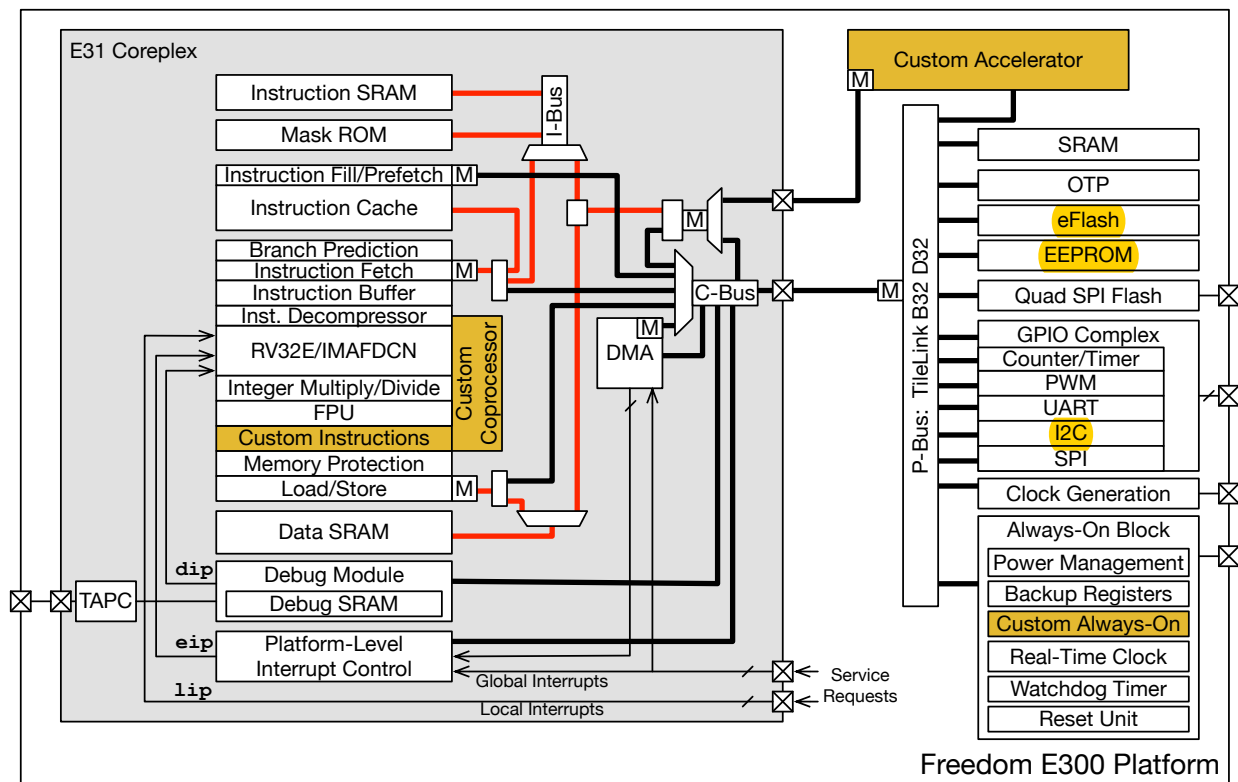 E31 Coreplex
Instruction SRAM
Mask ROM
I-Bus
Instruction Fill/Prefetch
M
Instruction Cache
Branch Prediction
Instruction Fetch
M
Instruction Buffer
Inst. Decompressor
RV32E/IMAFDCN
Integer Multiply/Divide
FPU
Custom Instructions
Custom
Coprocessor
Memory Protection
Load/Store
M
Data SRAM
M
C-Bus
M
DMA
dip
Debug Module
Debug SRAM
TAPC
eip
Platform-Level
Interrupt Control
lip
Global Interrupts
Local Interrupts
Service
Requests
Custom Accelerator
M
M
P-Bus: TileLink B32 D32
SRAM
OTP
eFlash
EEPROM
Quad SPI Flash
GPIO Complex
Counter/Timer
PWM
UART
I2C
SPI
Clock Generation
Always-On Block
Power Management
Backup Registers
Custom Always-On
Real-Time Clock
Watchdog Timer
Reset Unit
Freedom E300 Platform